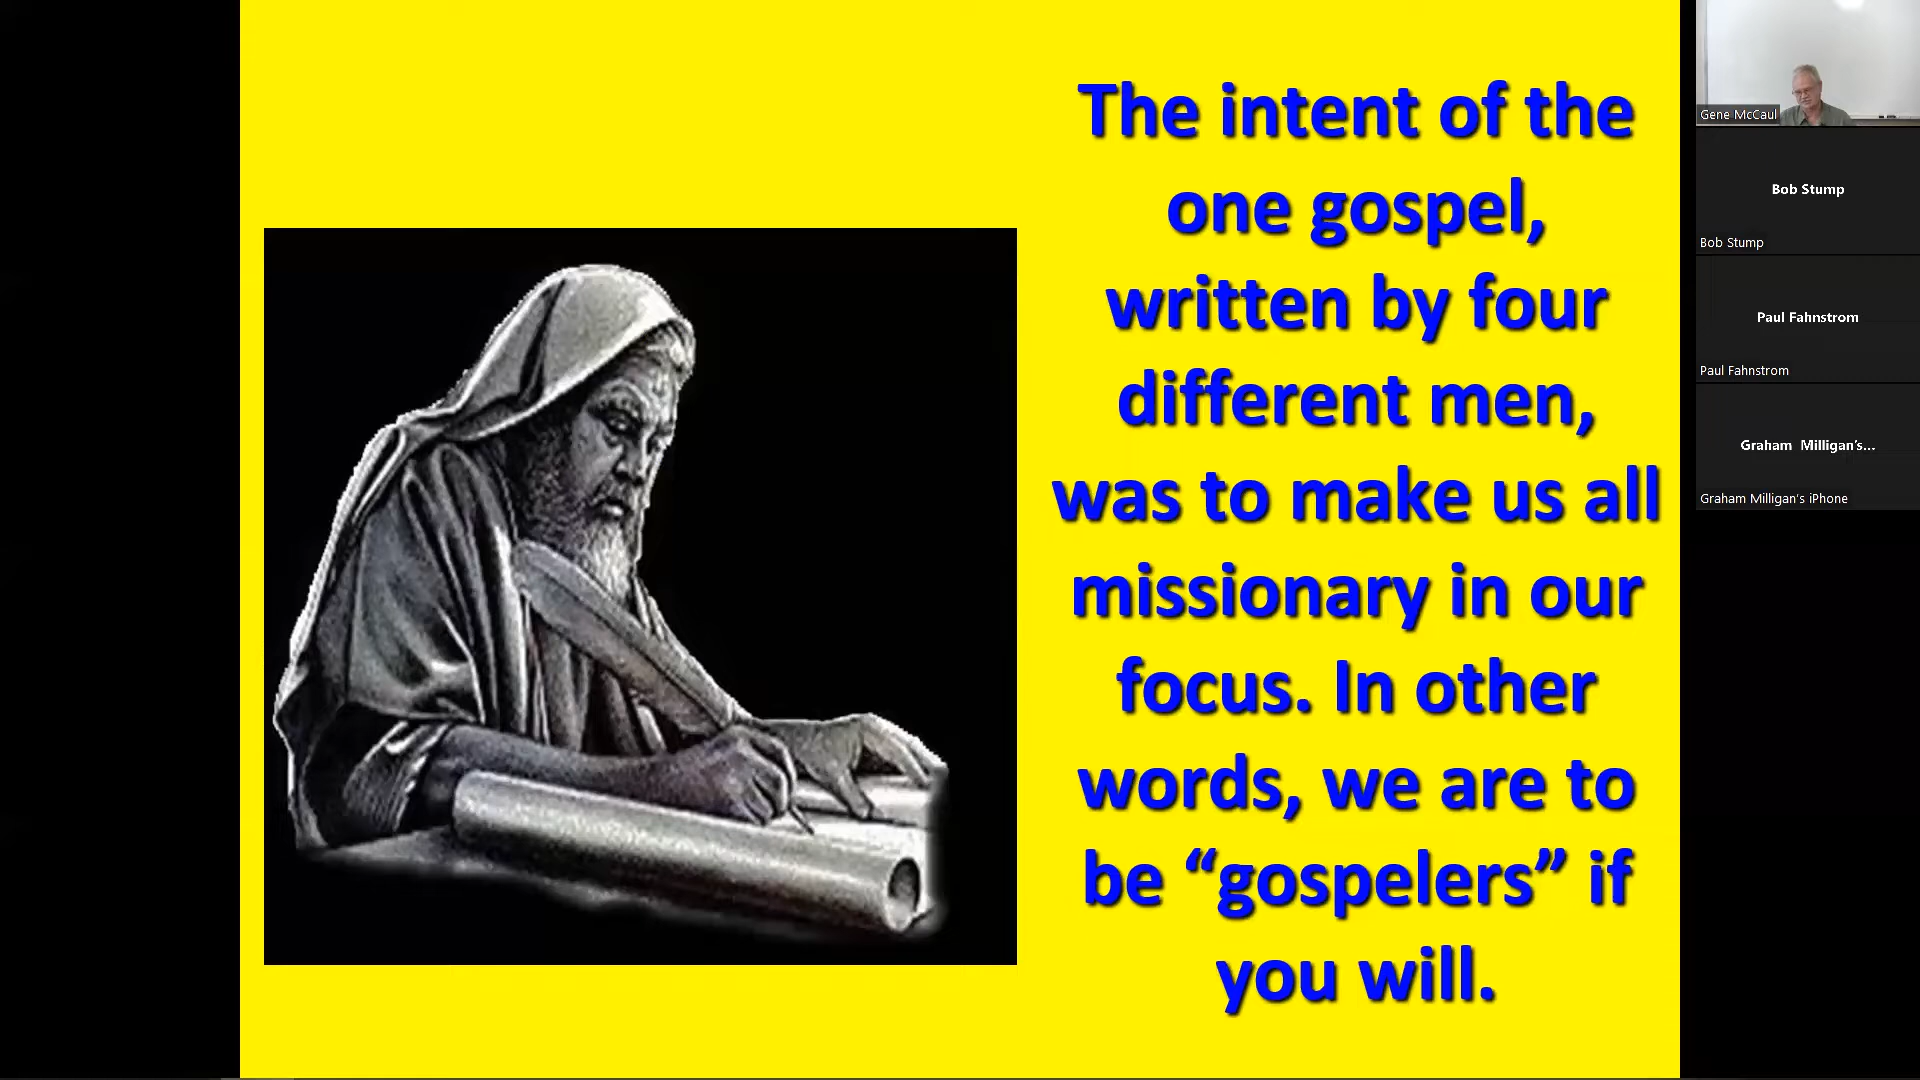 The intent of the
one gospel,
written by four
different men,
was to make us all
missionary in our
focus. In other
words, we are to
be “gospelers” if
you will.
Gene McCaul
Bob Stump
Bob Stump
Paul Fahnstrom
Paul Fahnstrom
Graham Milligan's...
Graham Milligan's iPhone